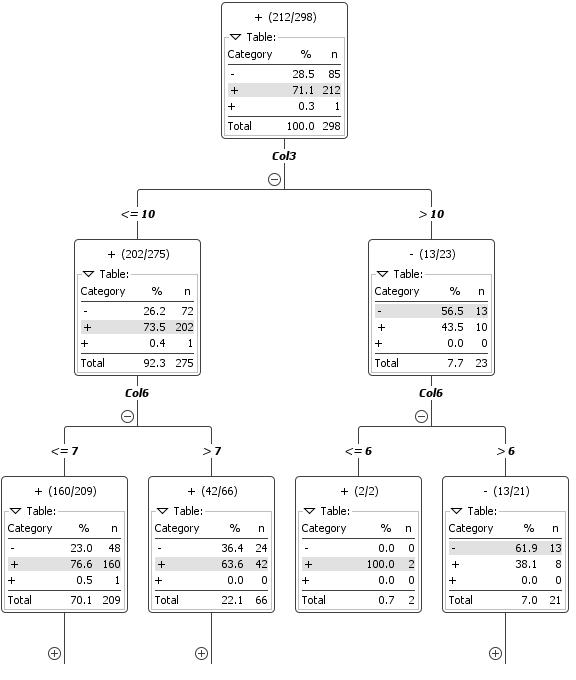 + (212/298)
Table:
Category % n
- 28.5 85
+ 71.1 212
+ 0.3 1
Total 100.0 298
Col3
<= 10
> 10
+ (202/275)
Table:
Category % n
- 26.2 72
+ 73.5 202
+ 0.4 1
Total 92.3 275
Col6
- (13/23)
Table:
Category % n
- 56.5 13
+ 43.5 10
+ 0.0 0
Total 7.7 23
Col6
<= 7
> 7
<= 6
> 6
+ (160/209)
Table:
Category % n
- 23.0 48
+ 76.6 160
+ 0.5 1
Total 70.1 209
+ (42/66)
Table:
Category % n
- 36.4 24
+ 63.6 42
+ 0.0 0
Total 22.1 66
+ (2/2)
Table:
Category % n
- 0.0 0
+ 100.0 2
+ 0.0 0
Total 0.7 2
- (13/21)
Table:
Category % n
- 61.9 13
+ 38.1 8
+ 0.0 0
Total 7.0 21